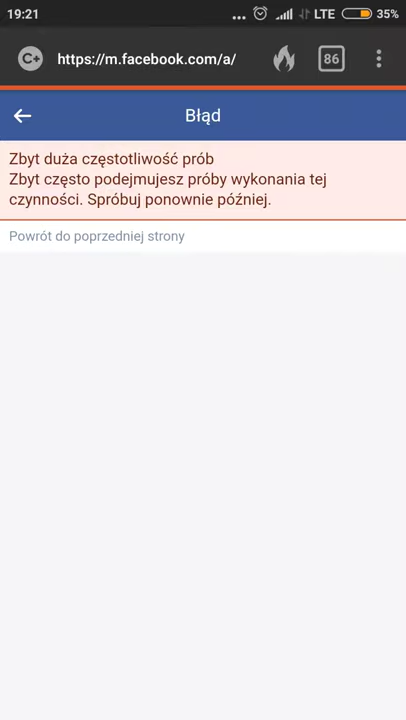 19:21 ... LTE 35%
C+ https://m.facebook.com/a/ 86
Błąd
Zbyt duża częstotliwość prób
Zbyt często podejmujesz próby wykonania tej
czynności. Spróbuj ponownie później.
Powrót do poprzedniej strony